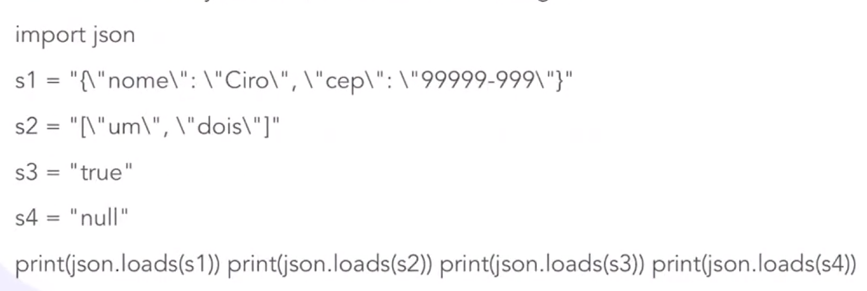 import json
s1 = "{\"nome\": \"Ciro\", \"cep\": \"99999-999\"}"
s2 = "[\"um\", \"dois\"]"
s3 = "true"
s4 = "null"
print(json.loads(s1)) print(json.loads(s2)) print(json.loads(s3)) print(json.loads(s4))